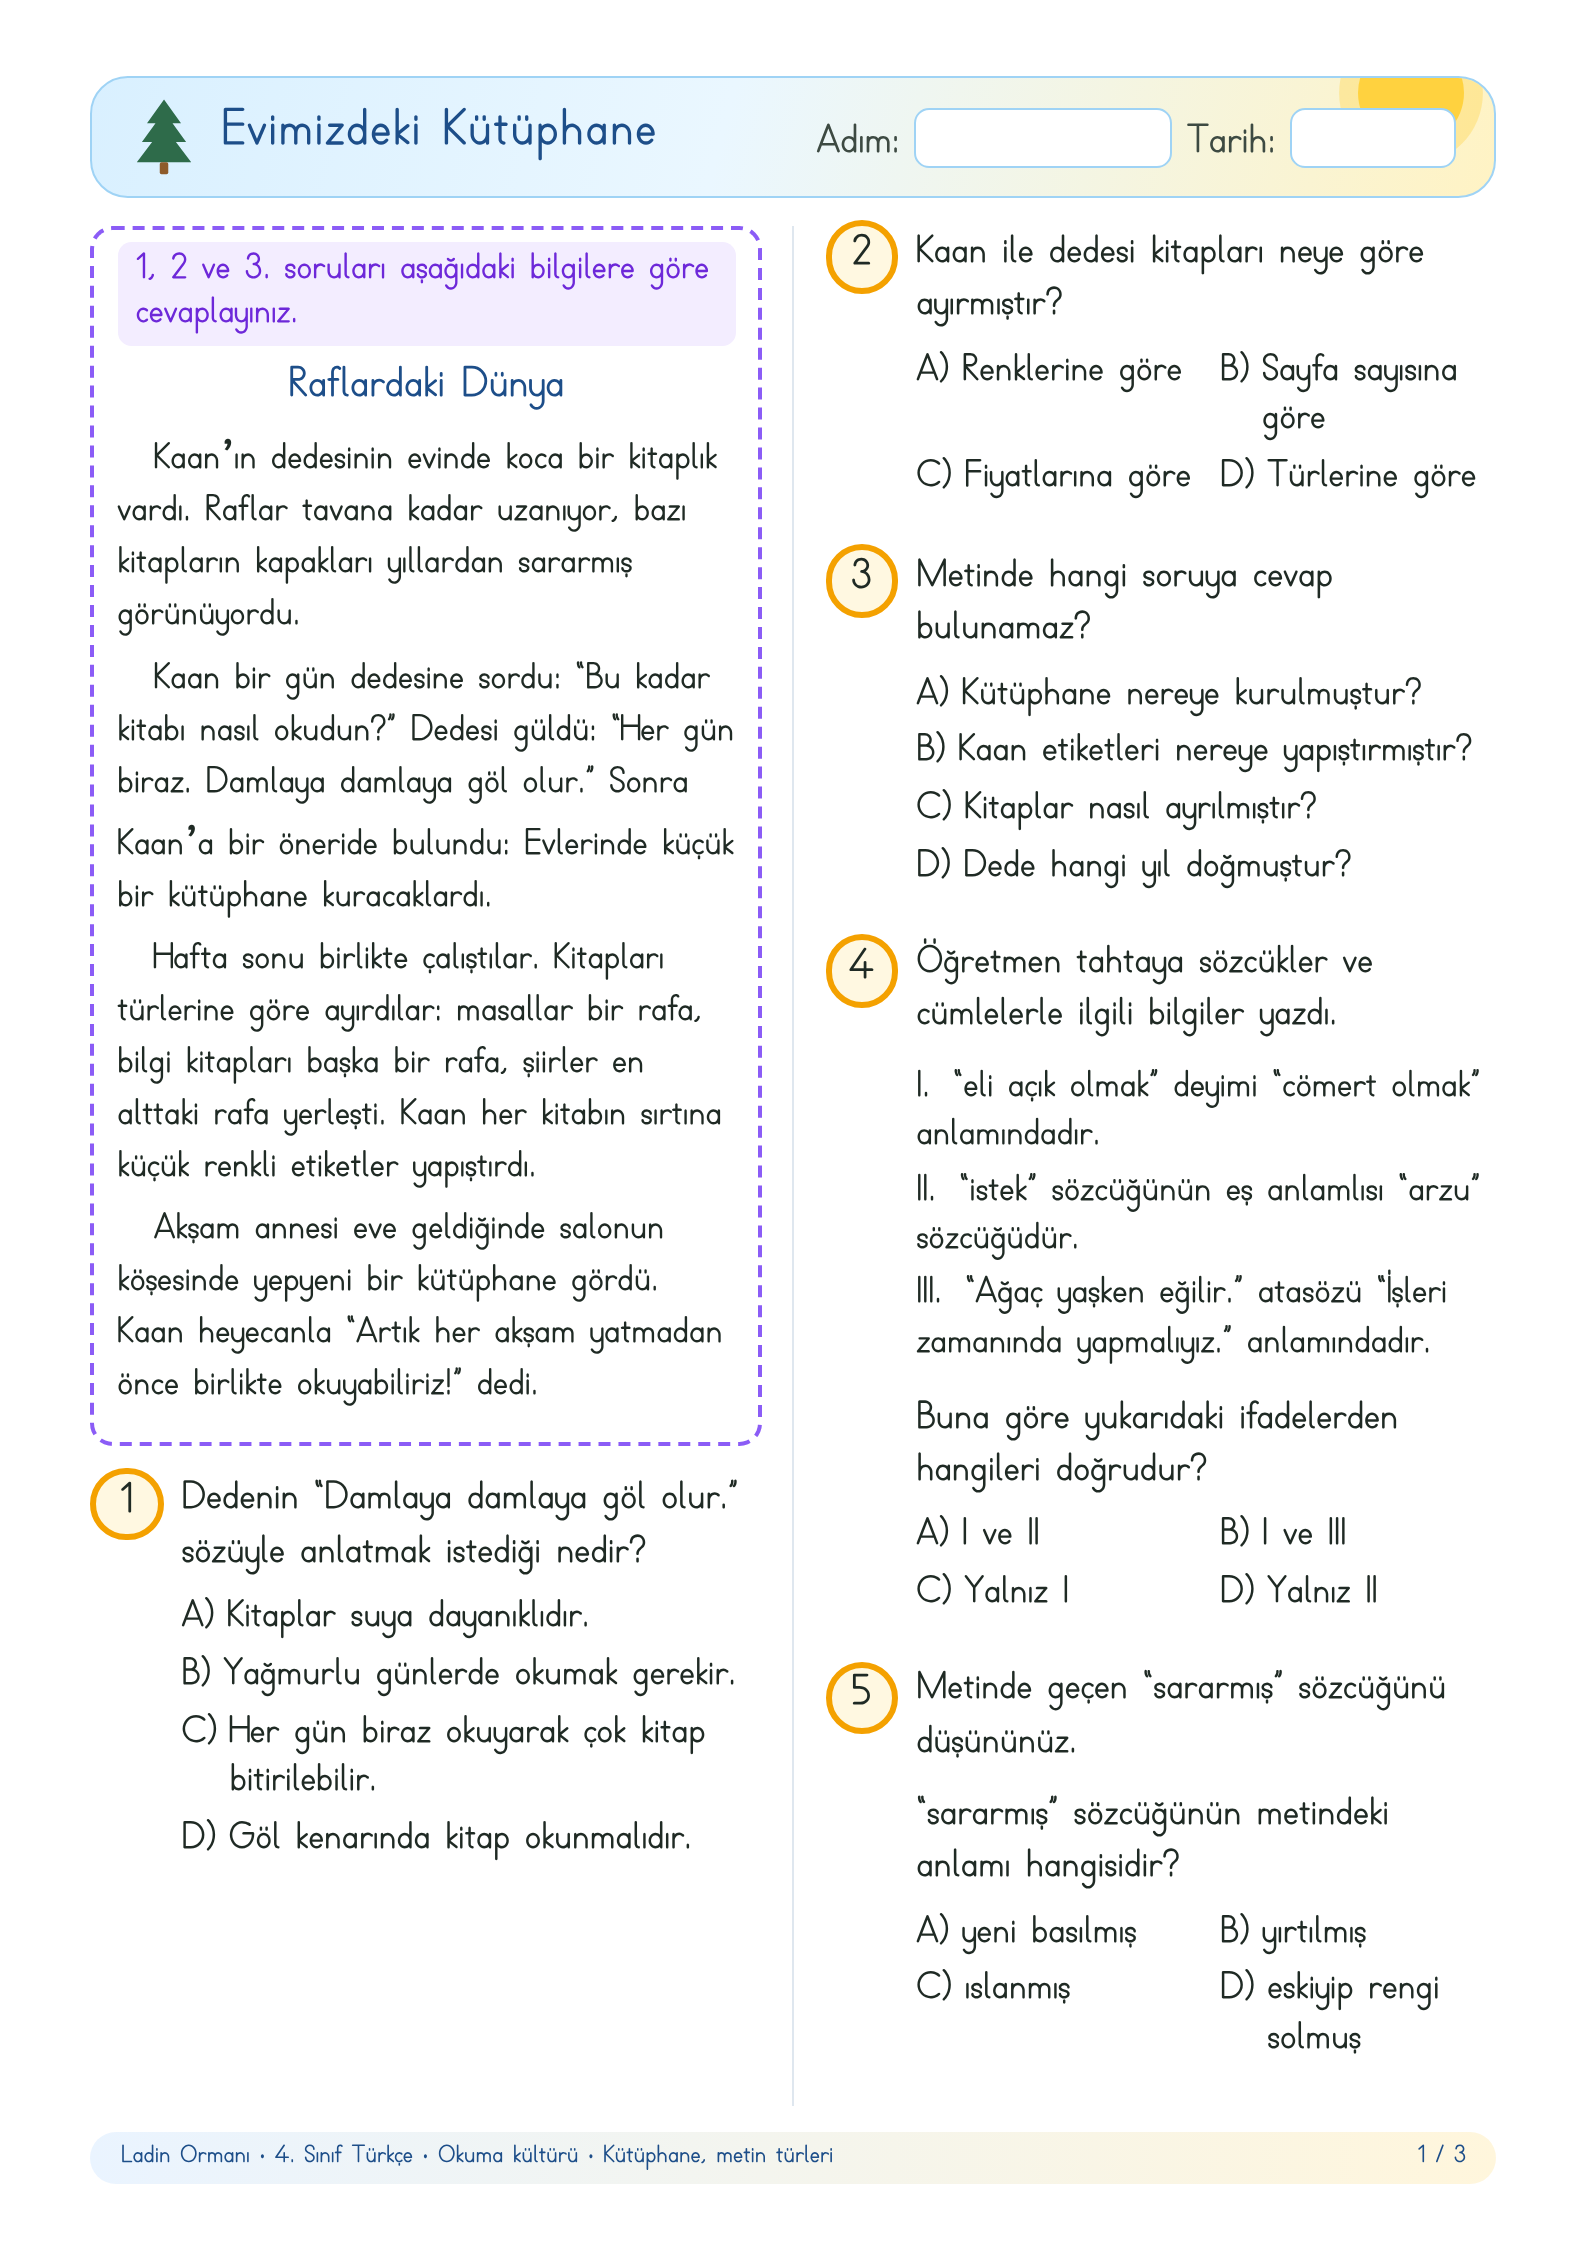 Evimizdeki Kütüphane
Adım:
Tarih:
1, 2 ve 3. soruları aşağıdaki bilgilere göre
cevaplayınız.
Raflardaki Dünya
Kaan'ın dedesinin evinde koca bir kitaplık
vardı. Raflar tavana kadar uzanıyor, bazı
kitapların kapakları yıllardan sararmış
görünüyordu.
Kaan bir gün dedesine sordu: “Bu kadar
kitabı nasıl okudun?” Dedesi güldü: “Her gün
biraz. Damlaya damlaya göl olur.” Sonra
Kaan'a bir öneride bulundu: Evlerinde küçük
bir kütüphane kuracaklardı.
Hafta sonu birlikte çalıştılar. Kitapları
türlerine göre ayırdılar: masallar bir rafa,
bilgi kitapları başka bir rafa, şiirler en
alttaki rafa yerleşti. Kaan her kitabın sırtına
küçük renkli etiketler yapıştırdı.
Akşam annesi eve geldiğinde salonun
köşesinde yepyeni bir kütüphane gördü.
Kaan heyecanla “Artık her akşam yatmadan
önce birlikte okuyabiliriz!” dedi.
1
Dedenin “Damlaya damlaya göl olur.”
sözüyle anlatmak istediği nedir?
A) Kitaplar suya dayanıklıdır.
B) Yağmurlu günlerde okumak gerekir.
C) Her gün biraz okuyarak çok kitap
bitirilebilir.
D) Göl kenarında kitap okunmalıdır.
2
Kaan ile dedesi kitapları neye göre
ayırmıştır?
A) Renklerine göre
B) Sayfa sayısına
göre
C) Fiyatlarına göre
D) Türlerine göre
3
Metinde hangi soruya cevap
bulunamaz?
A) Kütüphane nereye kurulmuştur?
B) Kaan etiketleri nereye yapıştırmıştır?
C) Kitaplar nasıl ayrılmıştır?
D) Dede hangi yıl doğmuştur?
4
Öğretmen tahtaya sözcükler ve
cümlelerle ilgili bilgiler yazdı.
I. “eli açık olmak” deyimi “cömert olmak”
anlamındadır.
II. “istek” sözcüğünün eş anlamlısı “arzu”
sözcüğüdür.
III. “Ağaç yaşken eğilir.” atasözü “İşleri
zamanında yapmalıyız.” anlamındadır.
Buna göre yukarıdaki ifadelerden
hangileri doğrudur?
A) I ve II
B) I ve III
C) Yalnız I
D) Yalnız II
5
Metinde geçen “sararmış” sözcüğünü
düşününüz.
“sararmış” sözcüğünün metindeki
anlamı hangisidir?
A) yeni basılmış
B) yırtılmış
C) ıslanmış
D) eskiyip rengi
solmuş
Ladin Ormanı • 4. Sınıf Türkçe • Okuma kültürü • Kütüphane, metin türleri
1 / 3